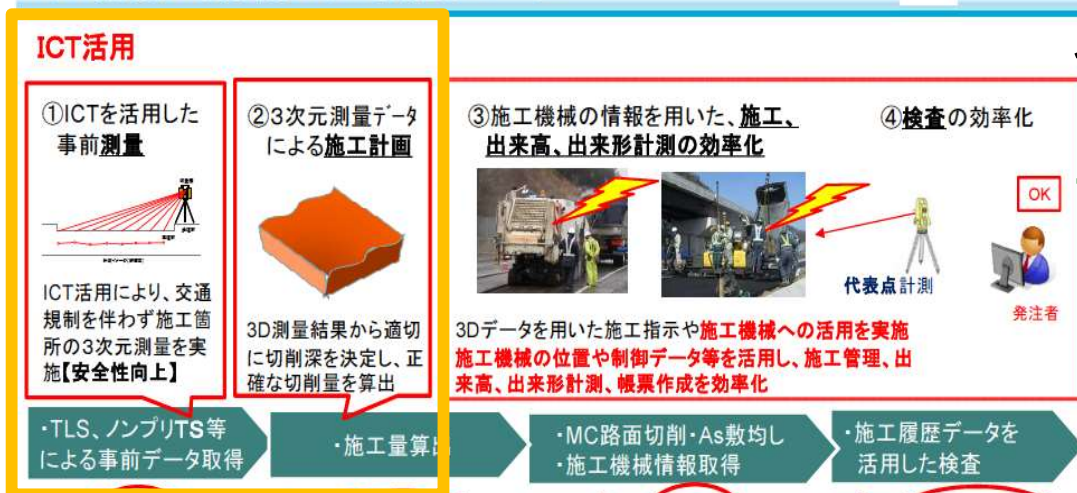 ICT活用
①ICTを活用した
事前測量
②3次元測量データ
による施工計画
③施工機械の情報を用いた、施工、
出来高、出来形計測の効率化
④検査の効率化
OK
代表点計測
発注者
ICT活用により、交通
規制を伴わず施工箇
所の3次元測量を実
施【安全性向上】
3D測量結果から適切
に切削深を決定し、正
確な切削量を算出
3Dデータを用いた施工指示や施工機械への活用を実施
施工機械の位置や制御データ等を活用し、施工管理、出
来高、出来形計測、帳票作成を効率化
・TLS、ノンプリTS等
による事前データ取得
・施工量算出
・MC路面切削・As敷均し
・施工機械情報取得
・施工履歴データを
活用した検査